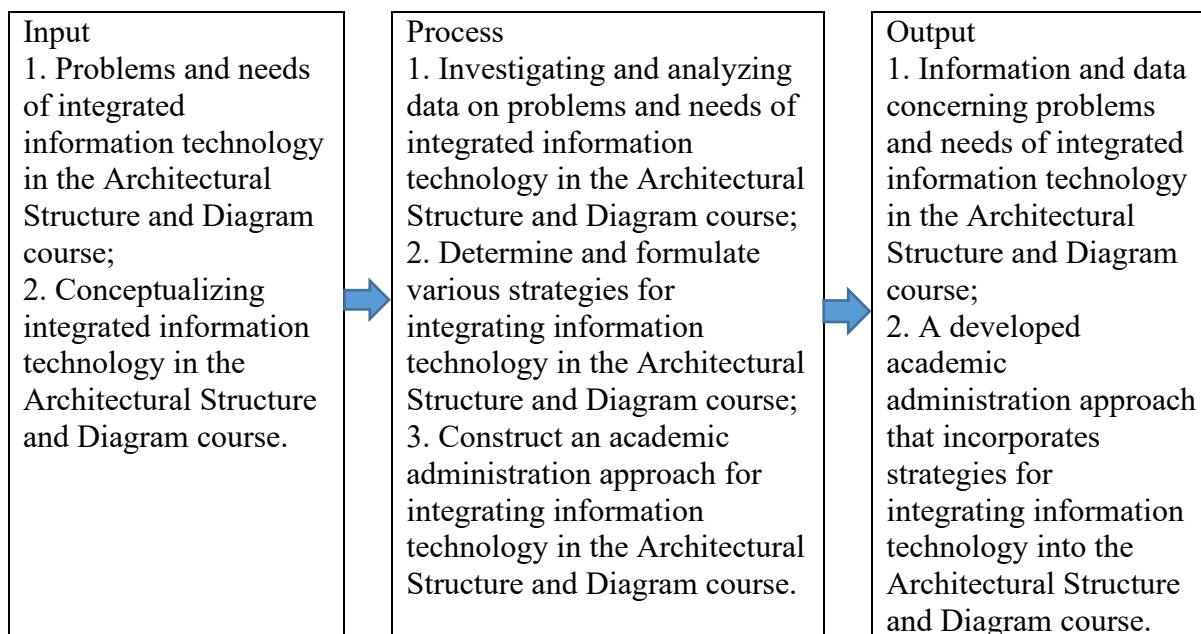 Input
1. Problems and needs
of integrated
information technology
in the Architectural
Structure and Diagram
course;
2. Conceptualizing
integrated information
technology in the
Architectural Structure
and Diagram course.
Process
1. Investigating and analyzing
data on problems and needs of
integrated information
technology in the Architectural
Structure and Diagram course;
2. Determine and formulate
various strategies for
integrating information
technology in the Architectural
Structure and Diagram course;
3. Construct an academic
administration approach for
integrating information
technology in the Architectural
Structure and Diagram course.
Output
1. Information and data
concerning problems
and needs of integrated
information technology
in the Architectural
Structure and Diagram
course;
2. A developed
academic
administration approach
that incorporates
strategies for
integrating information
technology into the
Architectural Structure
and Diagram course.